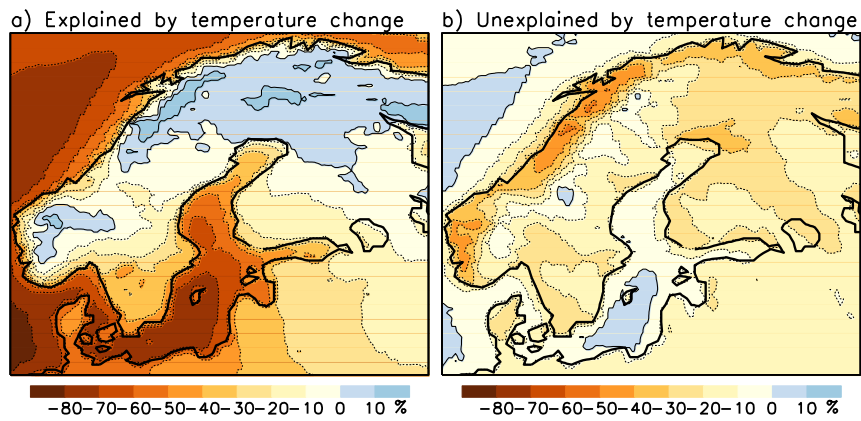 a) Explained by temperature change
b) Unexplained by temperature change
-80-70-60-50-40-30-20-10 0 10 %
-80-70-60-50-40-30-20-10 0 10 %